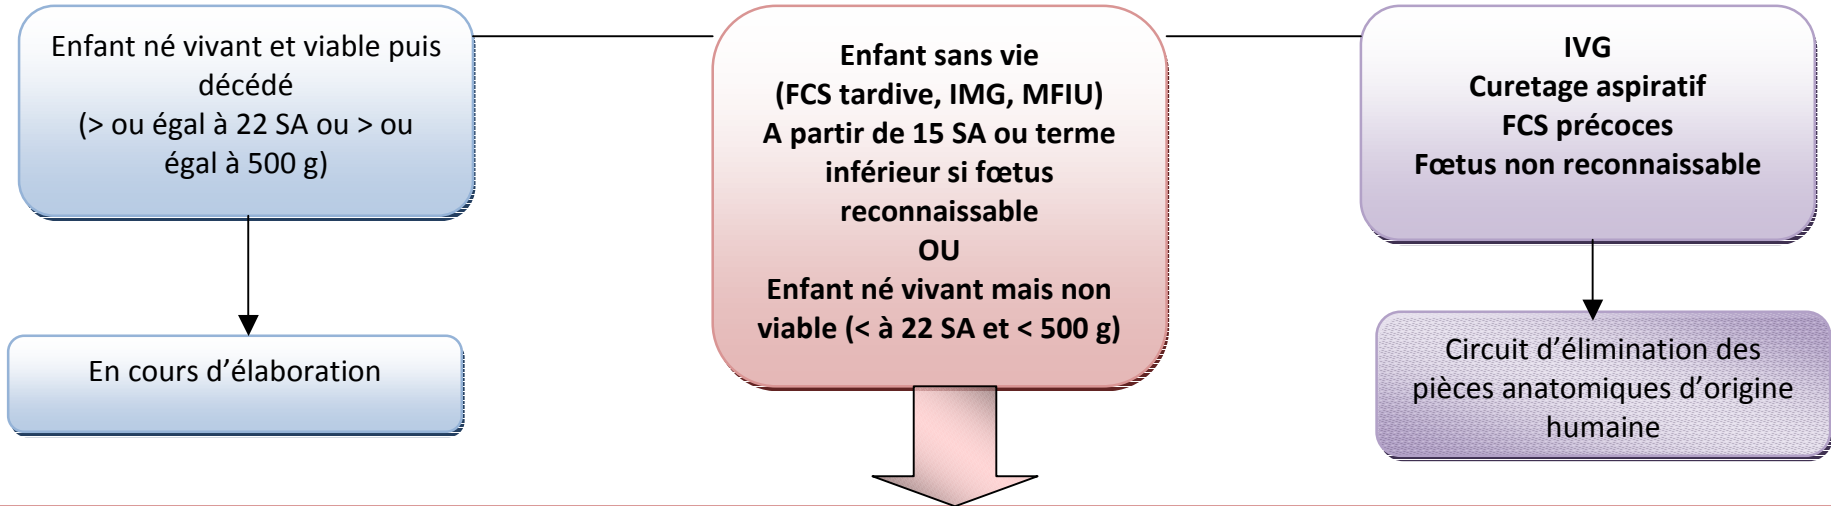 Enfant né vivant et viable puis
décédé
(> ou égal à 22 SA ou > ou
égal à 500 g)
En cours d’élaboration
Enfant sans vie
(FCS tardive, IMG, MFIU)
A partir de 15 SA ou terme
inférieur si fœtus
reconnaissable
OU
Enfant né vivant mais non
viable (< à 22 SA et < 500 g)
IVG
Curetage aspiratif
FCS précoces
Fœtus non reconnaissable
Circuit d’élimination des
pièces anatomiques d’origine
humaine